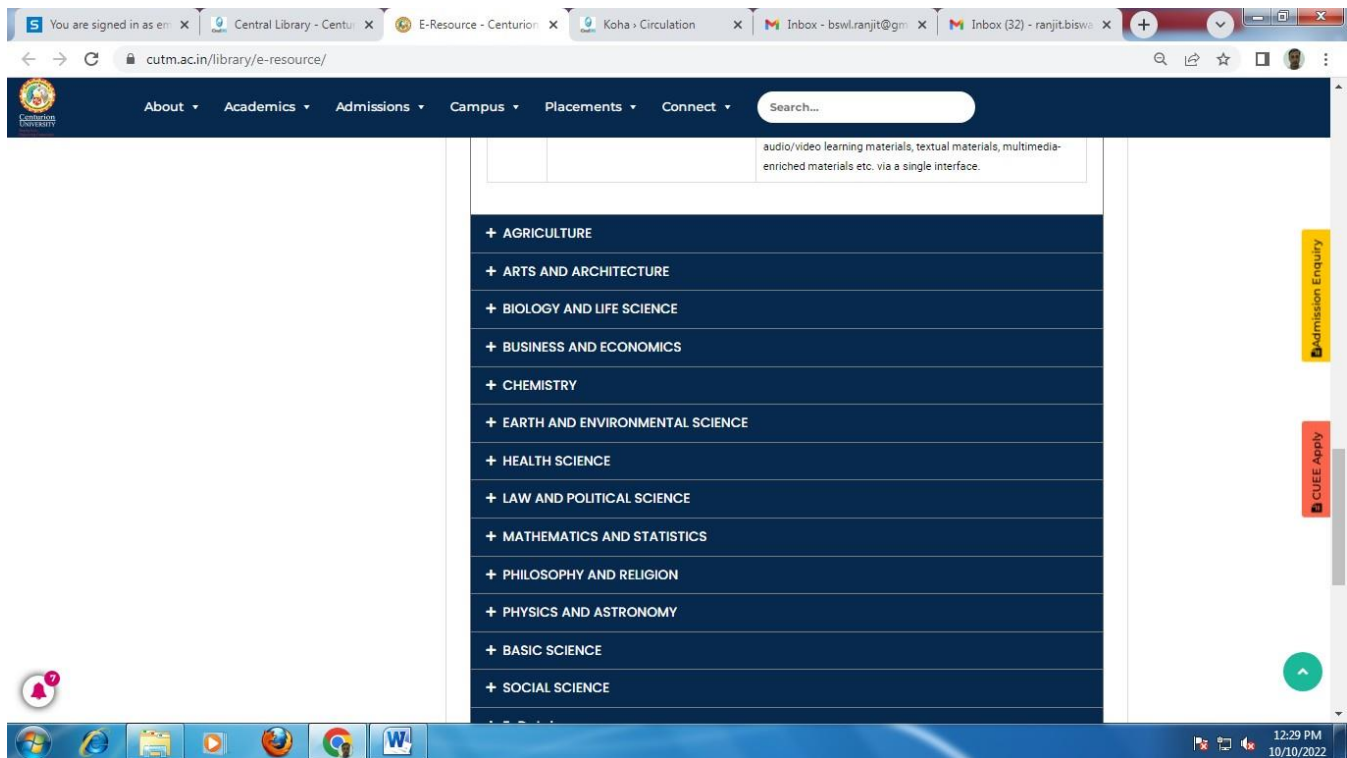 You are signed in as em
Central Library - Centu
E-Resource - Centurion
Koha › Circulation
Inbox - bswl.ranjit@gm
Inbox (32) - ranjit.biswa
cutm.ac.in/library/e-resource/
Centurion
UNIVERSITY
About
Academics
Admissions
Campus
Placements
Connect
Search...
audio/video learning materials, textual materials, multimedia-
enriched materials etc. via a single interface.
+ AGRICULTURE
+ ARTS AND ARCHITECTURE
+ BIOLOGY AND LIFE SCIENCE
+ BUSINESS AND ECONOMICS
+ CHEMISTRY
+ EARTH AND ENVIRONMENTAL SCIENCE
+ HEALTH SCIENCE
+ LAW AND POLITICAL SCIENCE
+ MATHEMATICS AND STATISTICS
+ PHILOSOPHY AND RELIGION
+ PHYSICS AND ASTRONOMY
+ BASIC SCIENCE
+ SOCIAL SCIENCE
Admission Enquiry
CUEE Apply
7
12:29 PM
10/10/2022